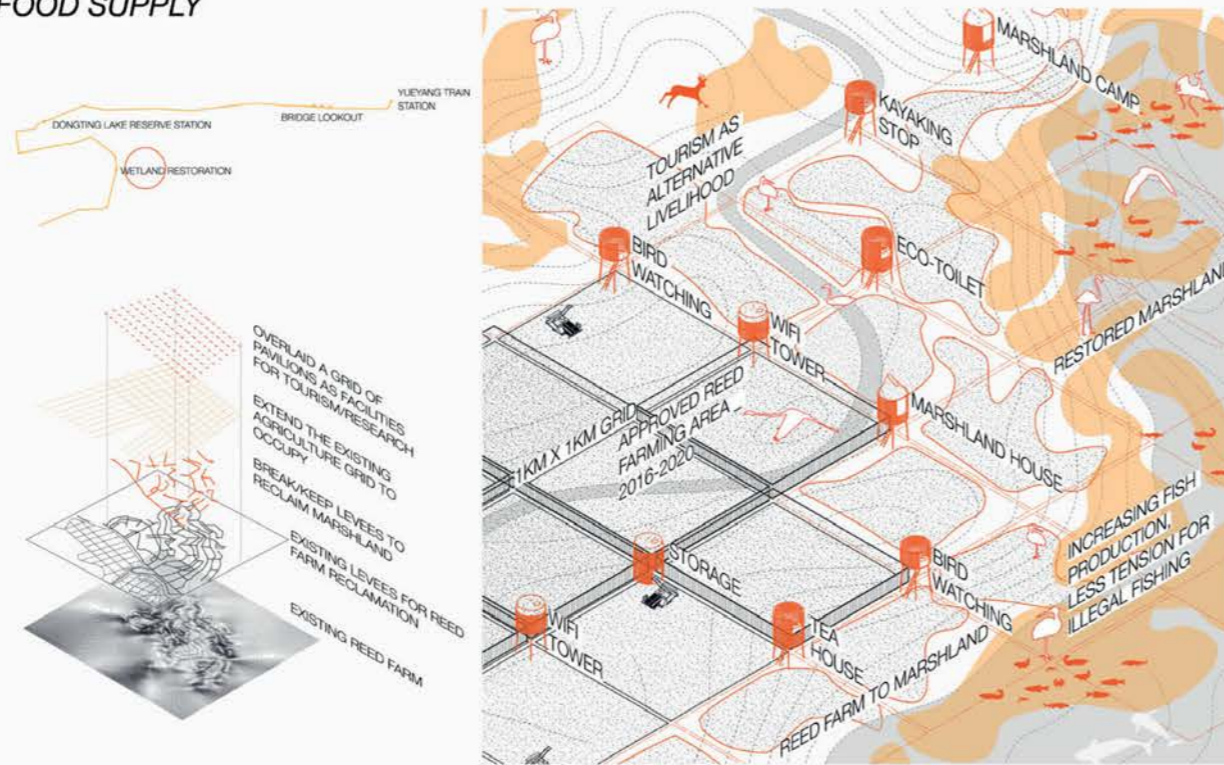 FOOD SUPPLY
YUEYANG TRAIN
STATION
BRIDGE LOOKOUT
DONGTING LAKE RESERVE STATION
WETLAND RESTORATION
OVERLAID A GRID OF
PAVILIONS AS FACILITIES
FOR TOURISM/RESEARCH
EXTEND THE EXISTING
AGRICULTURE GRID TO
OCCUPY
BREAK/KEEP LEVEES TO
RECLAIM MARSHLAND
EXISTING LEVEES FOR REED
FARM RECLAMATION
EXISTING REED FARM
MARSHLAND CAMP
KAYAKING
STOP
TOURISM AS
ALTERNATIVE
LIVELIHOOD
BIRD
WATCHING
ECO-TOILET
WIFI
TOWER
RESTORED MARSHLAND
MARSHLAND HOUSE
1KM X 1KM GRID
APPROVED REED
FARMING AREA
2016-2020
STORAGE
BIRD
WATCHING
INCREASING FISH
PRODUCTION,
LESS TENSION FOR
ILLEGAL FISHING
WIFI
TOWER
TEA
HOUSE
REED FARM TO MARSHLAND